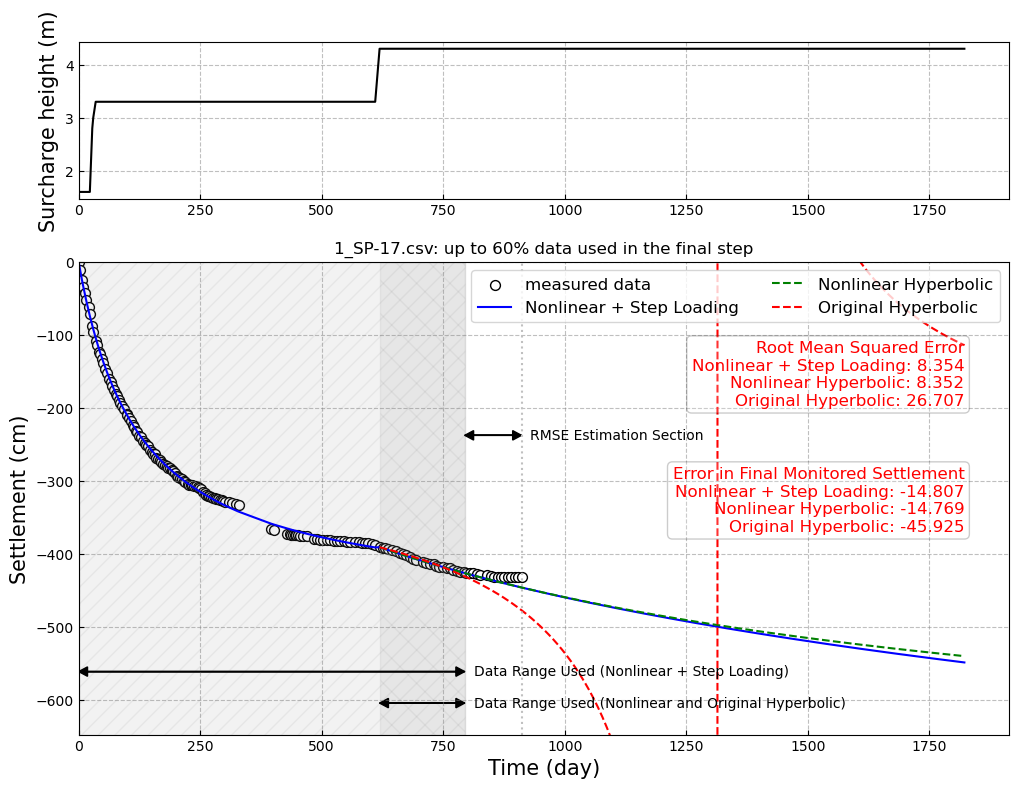 Surcharge height (m)
4
3
2
0 250 500 750 1000 1250 1500 1750
1_SP-17.csv: up to 60% data used in the final step
Settlement (cm)
0
−100
−200
−300
−400
−500
−600
measured data
Nonlinear + Step Loading
Nonlinear Hyperbolic
Original Hyperbolic
Root Mean Squared Error
Nonlinear + Step Loading: 8.354
Nonlinear Hyperbolic: 8.352
Original Hyperbolic: 26.707
RMSE Estimation Section
Error in Final Monitored Settlement
Nonlinear + Step Loading: -14.807
Nonlinear Hyperbolic: -14.769
Original Hyperbolic: -45.925
Data Range Used (Nonlinear + Step Loading)
Data Range Used (Nonlinear and Original Hyperbolic)
0 250 500 750 1000 1250 1500 1750
Time (day)